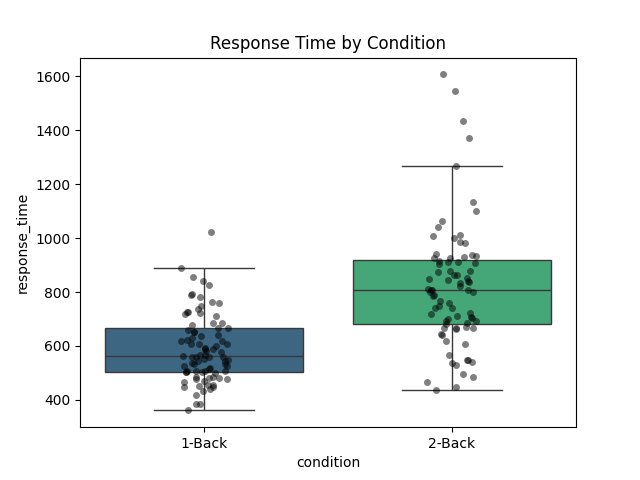 Response Time by Condition
response_time
1600
1400
1200
1000
800
600
400
1-Back
2-Back
condition